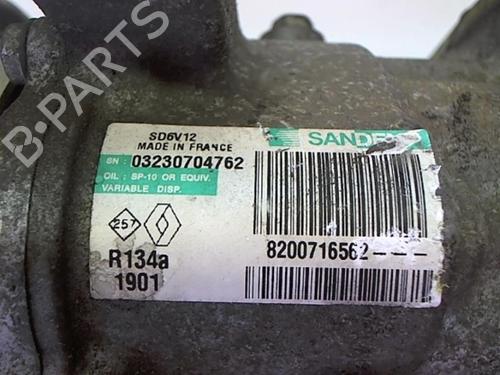 B-PARTS
SD6V12
MADE IN FRANCE
SANDEN
SN : 03230704762
OIL : SP-10 OR EQUIV.
VARIABLE DISP.
257
R134a
1901
8200716562---